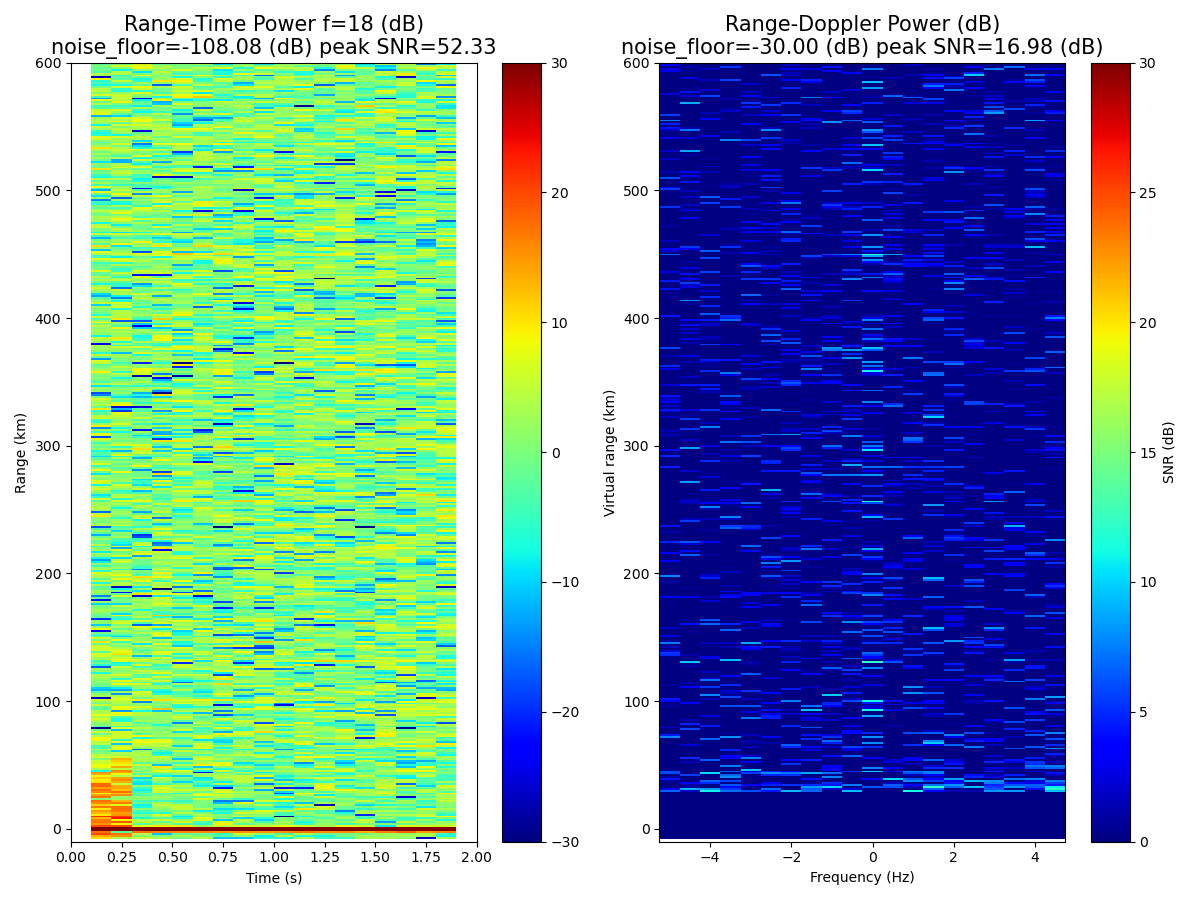 Range-Time Power f=18 (dB)
noise_floor=-108.08 (dB) peak SNR=52.33
600
500
400
300
200
100
0
Range (km)
0.00 0.25 0.50 0.75 1.00 1.25 1.50 1.75 2.00
Time (s)
30
20
10
0
−10
−20
−30
Range-Doppler Power (dB)
noise_floor=-30.00 (dB) peak SNR=16.98 (dB)
600
500
400
300
200
100
0
Virtual range (km)
−4 −2 0 2 4
Frequency (Hz)
30
25
20
15
10
5
0
SNR (dB)